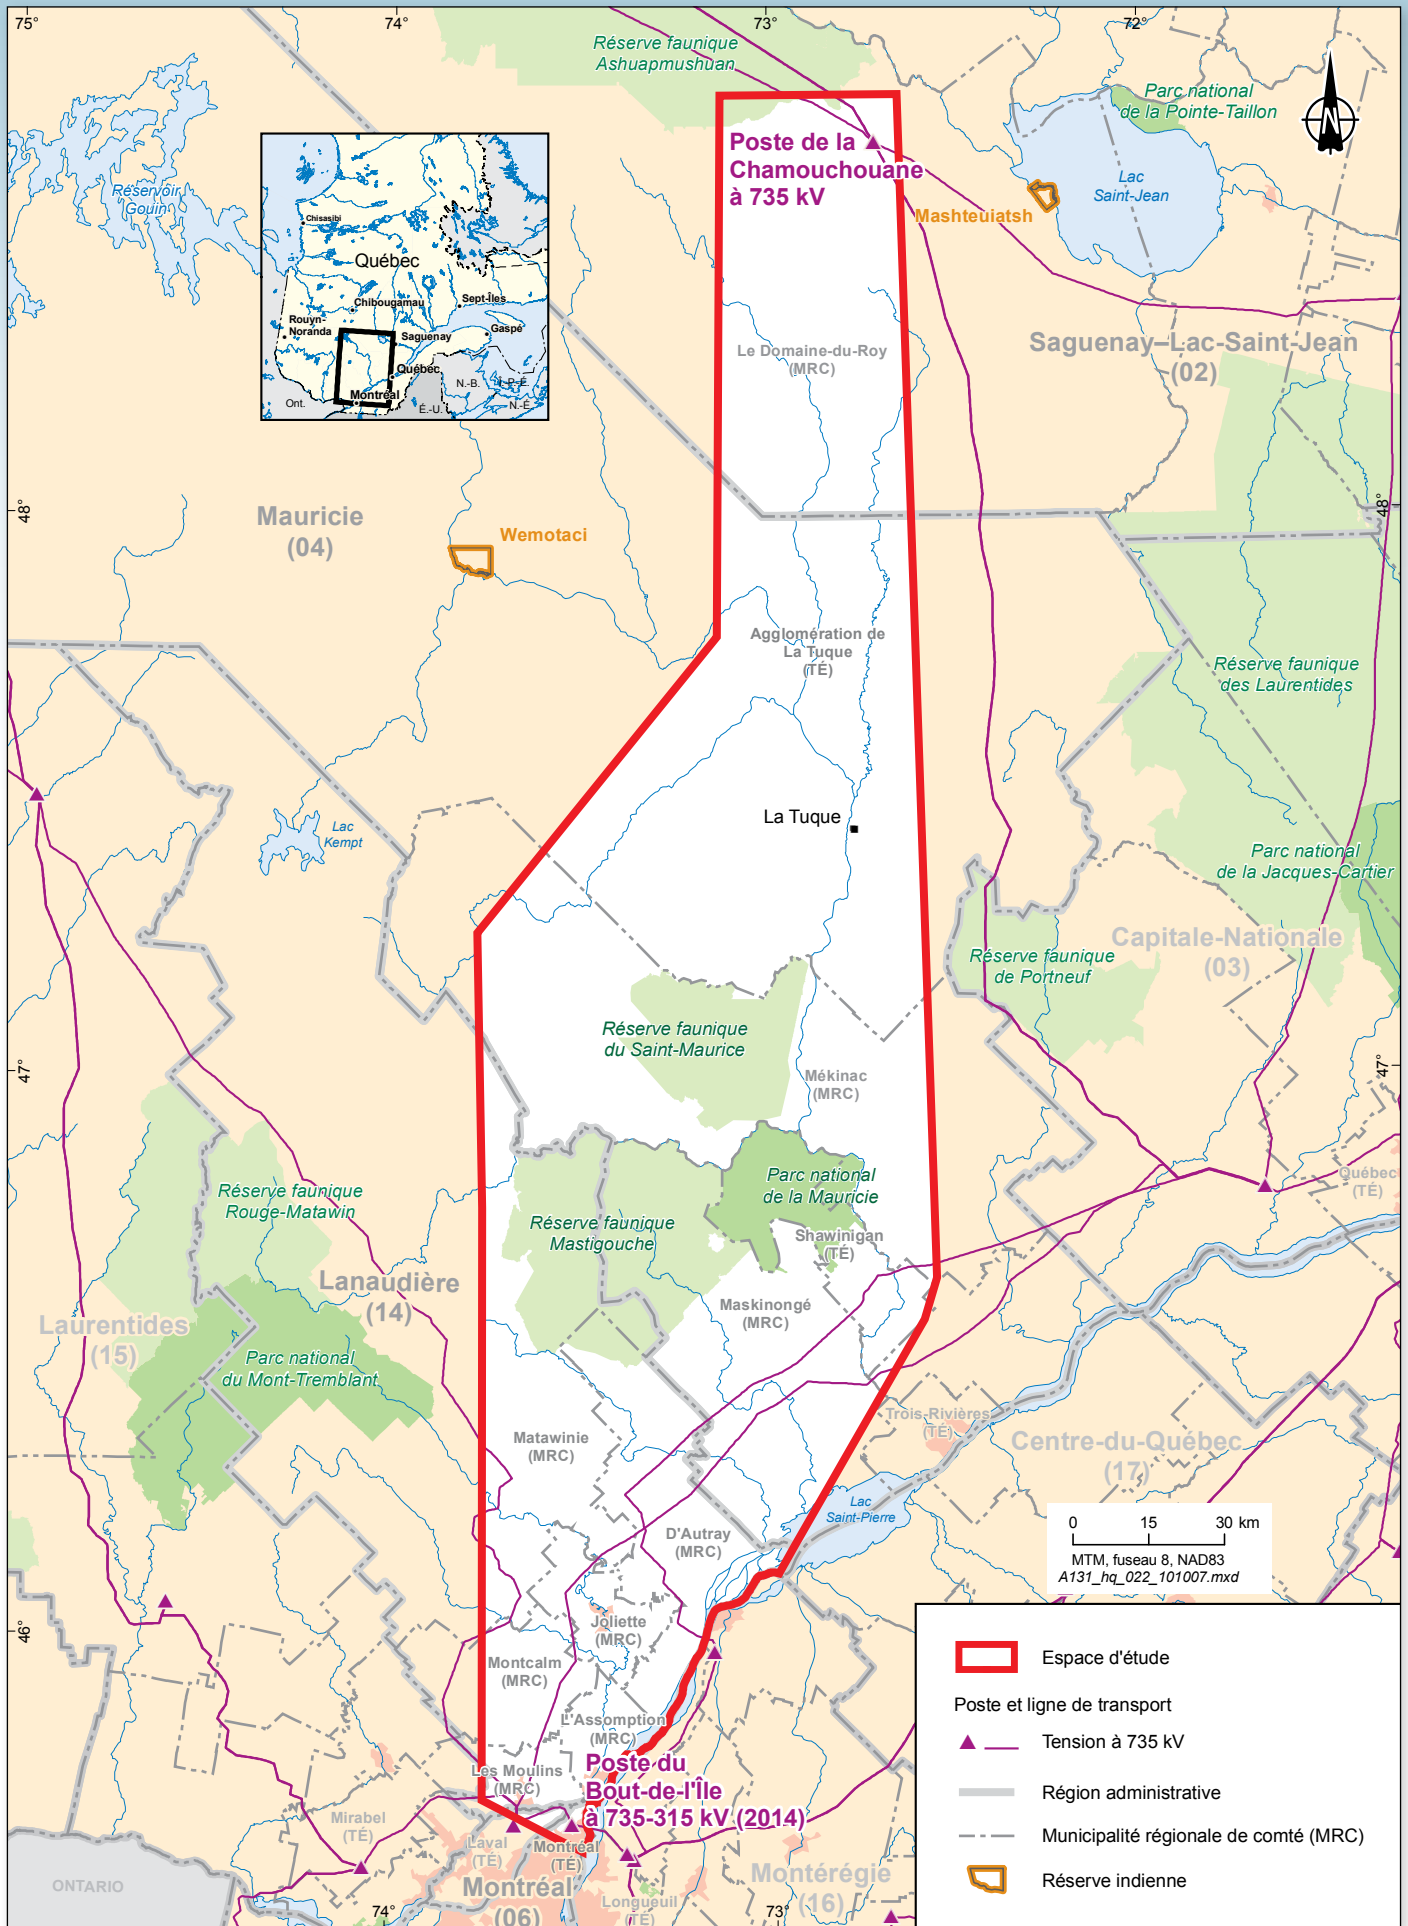 75°
74°
73°
72°
Réserve faunique
Ashuapmushuan
Parc national
de la Pointe-Taillon
N
Poste de la
Chamouchouane
à 735 kV
Lac
Saint-Jean
Mashteuiatsh
Réservoir
Gouin
Chisasibi
Québec
Chibougamau
Sept-Îles
Rouyn-
Noranda
Saguenay
Gaspé
Québec
Montréal
Ont.
É.-U.
N.-B.
Î.-P.-É.
N.-É.
Le Domaine-du-Roy
(MRC)
Saguenay–Lac-Saint-Jean
(02)
48°
48°
Mauricie
(04)
Wemotaci
Agglomération de
La Tuque
(TÉ)
Réserve faunique
des Laurentides
La Tuque
Lac
Kempt
Parc national
de la Jacques-Cartier
Capitale-Nationale
(03)
Réserve faunique
de Portneuf
Réserve faunique
du Saint-Maurice
47°
47°
Mékinac
(MRC)
Québec
(TÉ)
Parc national
de la Mauricie
Réserve faunique
Rouge-Matawin
Réserve faunique
Mastigouche
Shawinigan
(TÉ)
Lanaudière
(14)
Maskinongé
(MRC)
Laurentides
(15)
Parc national
du Mont-Tremblant
Trois-Rivières
(TÉ)
Matawinie
(MRC)
Centre-du-Québec
(17)
Lac
Saint-Pierre
D'Autray
(MRC)
0 15 30 km
MTM, fuseau 8, NAD83
A131_hq_022_101007.mxd
46°
Joliette
(MRC)
Montcalm
(MRC)
L'Assomption
(MRC)
Les Moulins
(MRC)
Poste du
Bout-de-l'Île
à 735-315 kV (2014)
Mirabel
(TÉ)
Laval
(TÉ)
Montréal
(TÉ)
Montréal
(06)
Longueuil
(TÉ)
Montérégie
(16)
ONTARIO
74°
73°
Espace d'étude
Poste et ligne de transport
Tension à 735 kV
Région administrative
Municipalité régionale de comté (MRC)
Réserve indienne